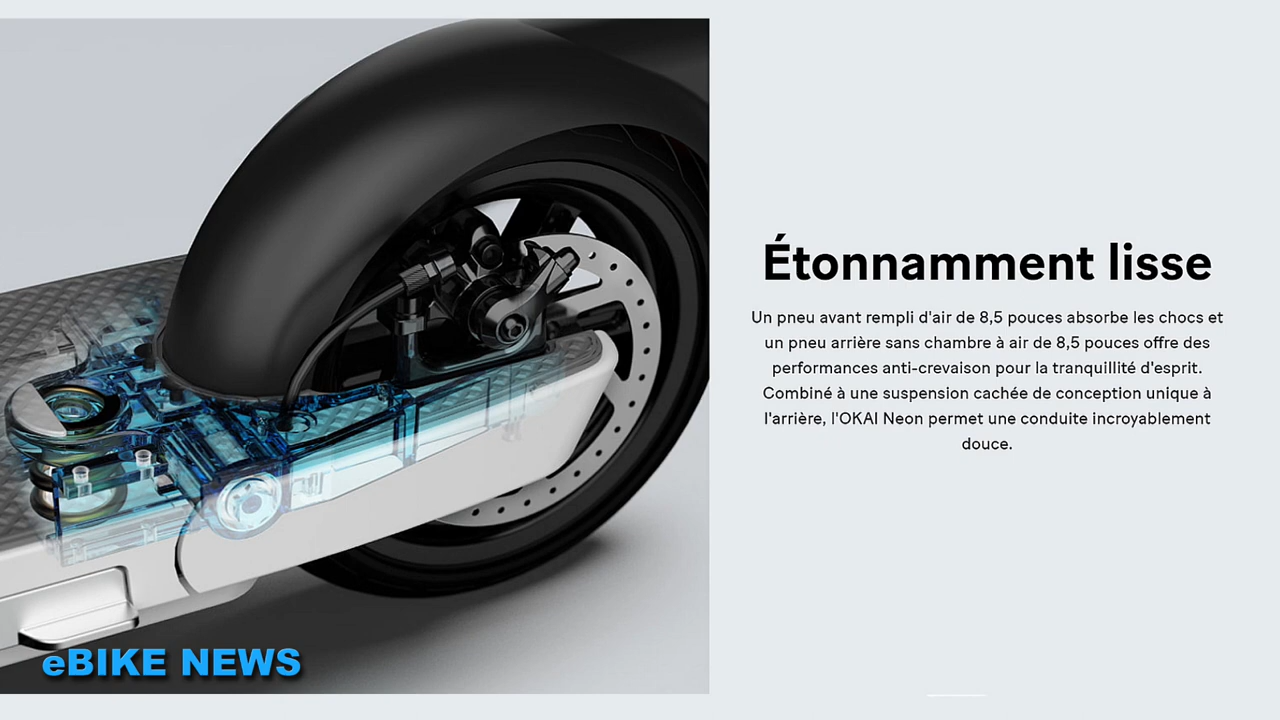 Étonnamment lisse
Un pneu avant rempli d'air de 8,5 pouces absorbe les chocs et
un pneu arrière sans chambre à air de 8,5 pouces offre des
performances anti-crevaison pour la tranquillité d'esprit.
Combiné à une suspension cachée de conception unique à
l'arrière, l'OKAI Neon permet une conduite incroyablement
douce.
eBIKE NEWS